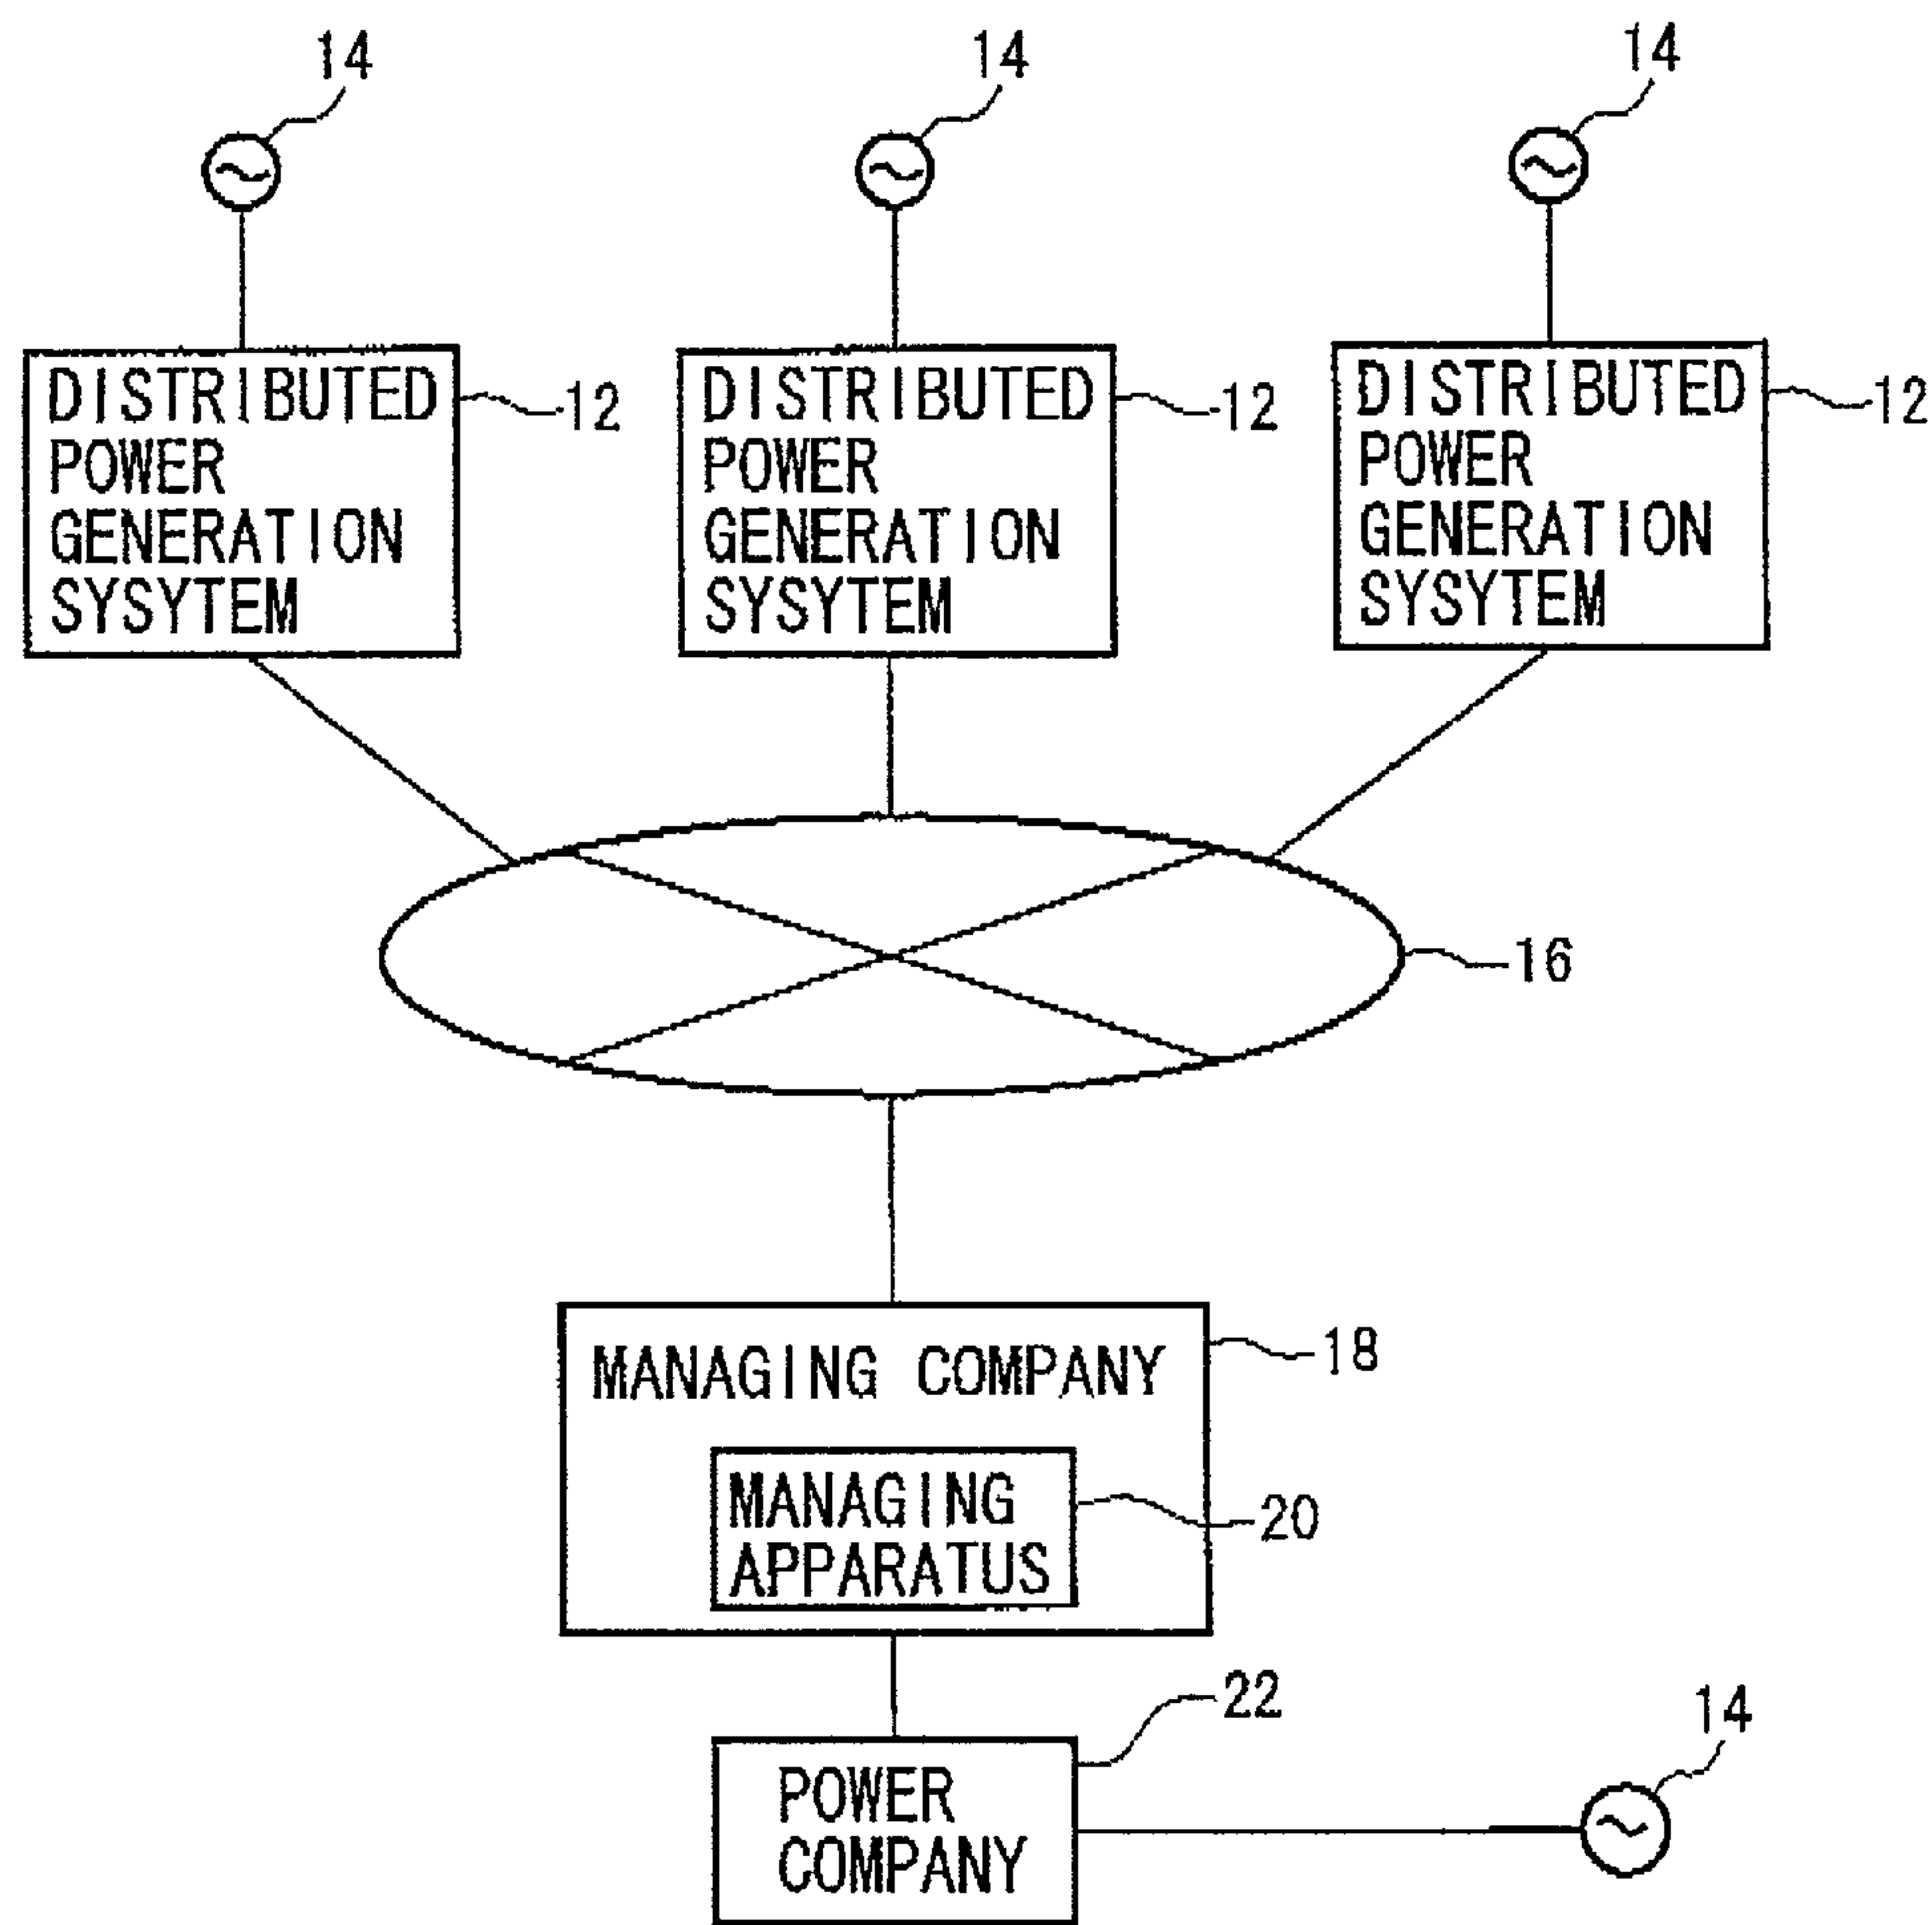 14 14 14
DISTRIBUTED
POWER
GENERATION
SYSYTEM
12
DISTRIBUTED
POWER
GENERATION
SYSYTEM
12
DISTRIBUTED
POWER
GENERATION
SYSYTEM
12
16
MANAGING COMPANY
18
MANAGING
APPARATUS
20
22
POWER
COMPANY
14